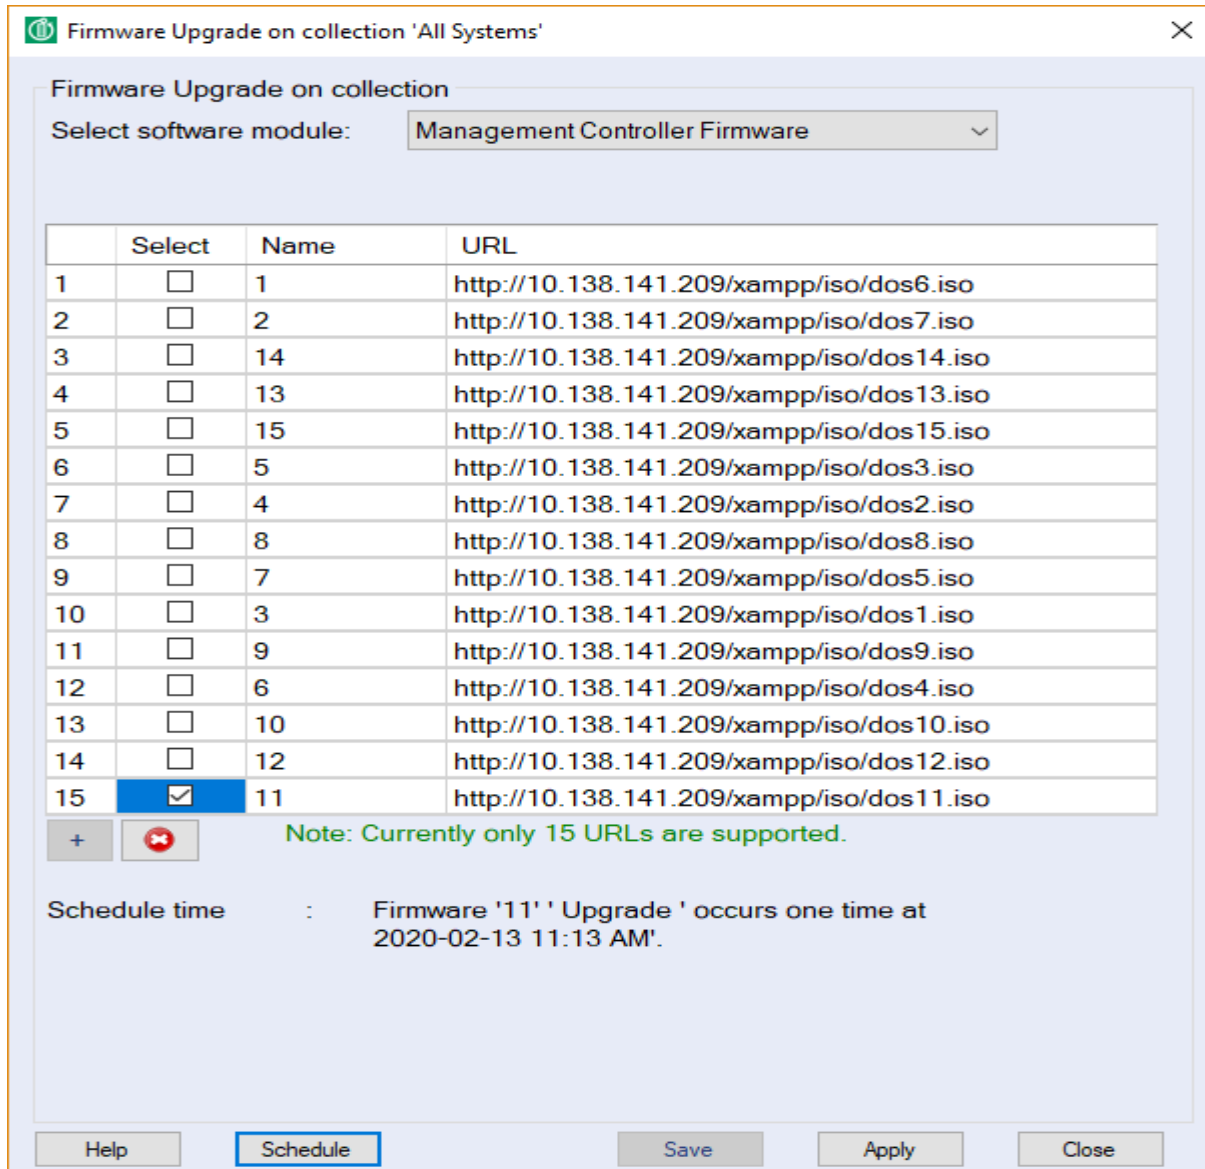 Firmware Upgrade on collection 'All Systems'
Firmware Upgrade on collection
Select software module: Management Controller Firmware
Select Name URL
1 1 http://10.138.141.209/xampp/iso/dos6.iso
2 2 http://10.138.141.209/xampp/iso/dos7.iso
3 14 http://10.138.141.209/xampp/iso/dos14.iso
4 13 http://10.138.141.209/xampp/iso/dos13.iso
5 15 http://10.138.141.209/xampp/iso/dos15.iso
6 5 http://10.138.141.209/xampp/iso/dos3.iso
7 4 http://10.138.141.209/xampp/iso/dos2.iso
8 8 http://10.138.141.209/xampp/iso/dos8.iso
9 7 http://10.138.141.209/xampp/iso/dos5.iso
10 3 http://10.138.141.209/xampp/iso/dos1.iso
11 9 http://10.138.141.209/xampp/iso/dos9.iso
12 6 http://10.138.141.209/xampp/iso/dos4.iso
13 10 http://10.138.141.209/xampp/iso/dos10.iso
14 12 http://10.138.141.209/xampp/iso/dos12.iso
15 11 http://10.138.141.209/xampp/iso/dos11.iso
+ Note: Currently only 15 URLs are supported.
Schedule time : Firmware '11' ' Upgrade ' occurs one time at
2020-02-13 11:13 AM'.
Help Schedule Save Apply Close